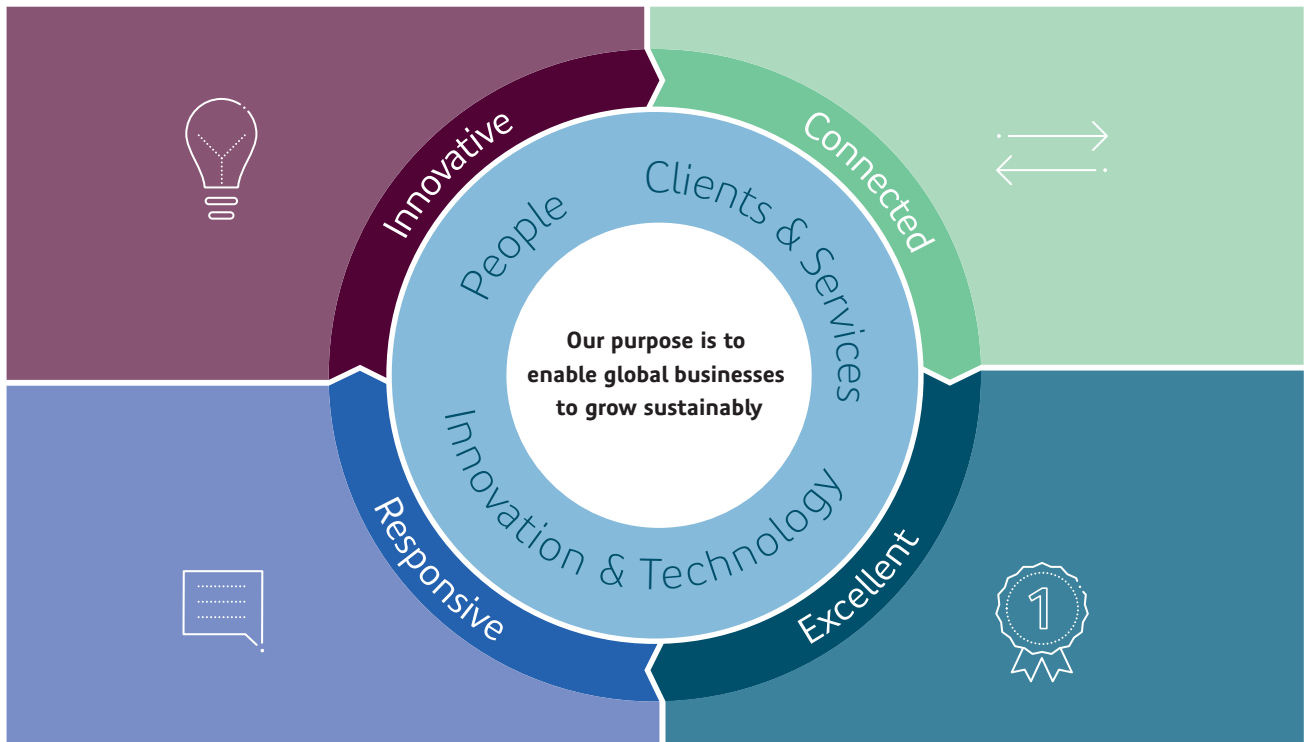 Innovative
Connected
People
Clients & Services
Our purpose is to
enable global businesses
to grow sustainably
Innovation & Technology
Responsive
Excellent
1